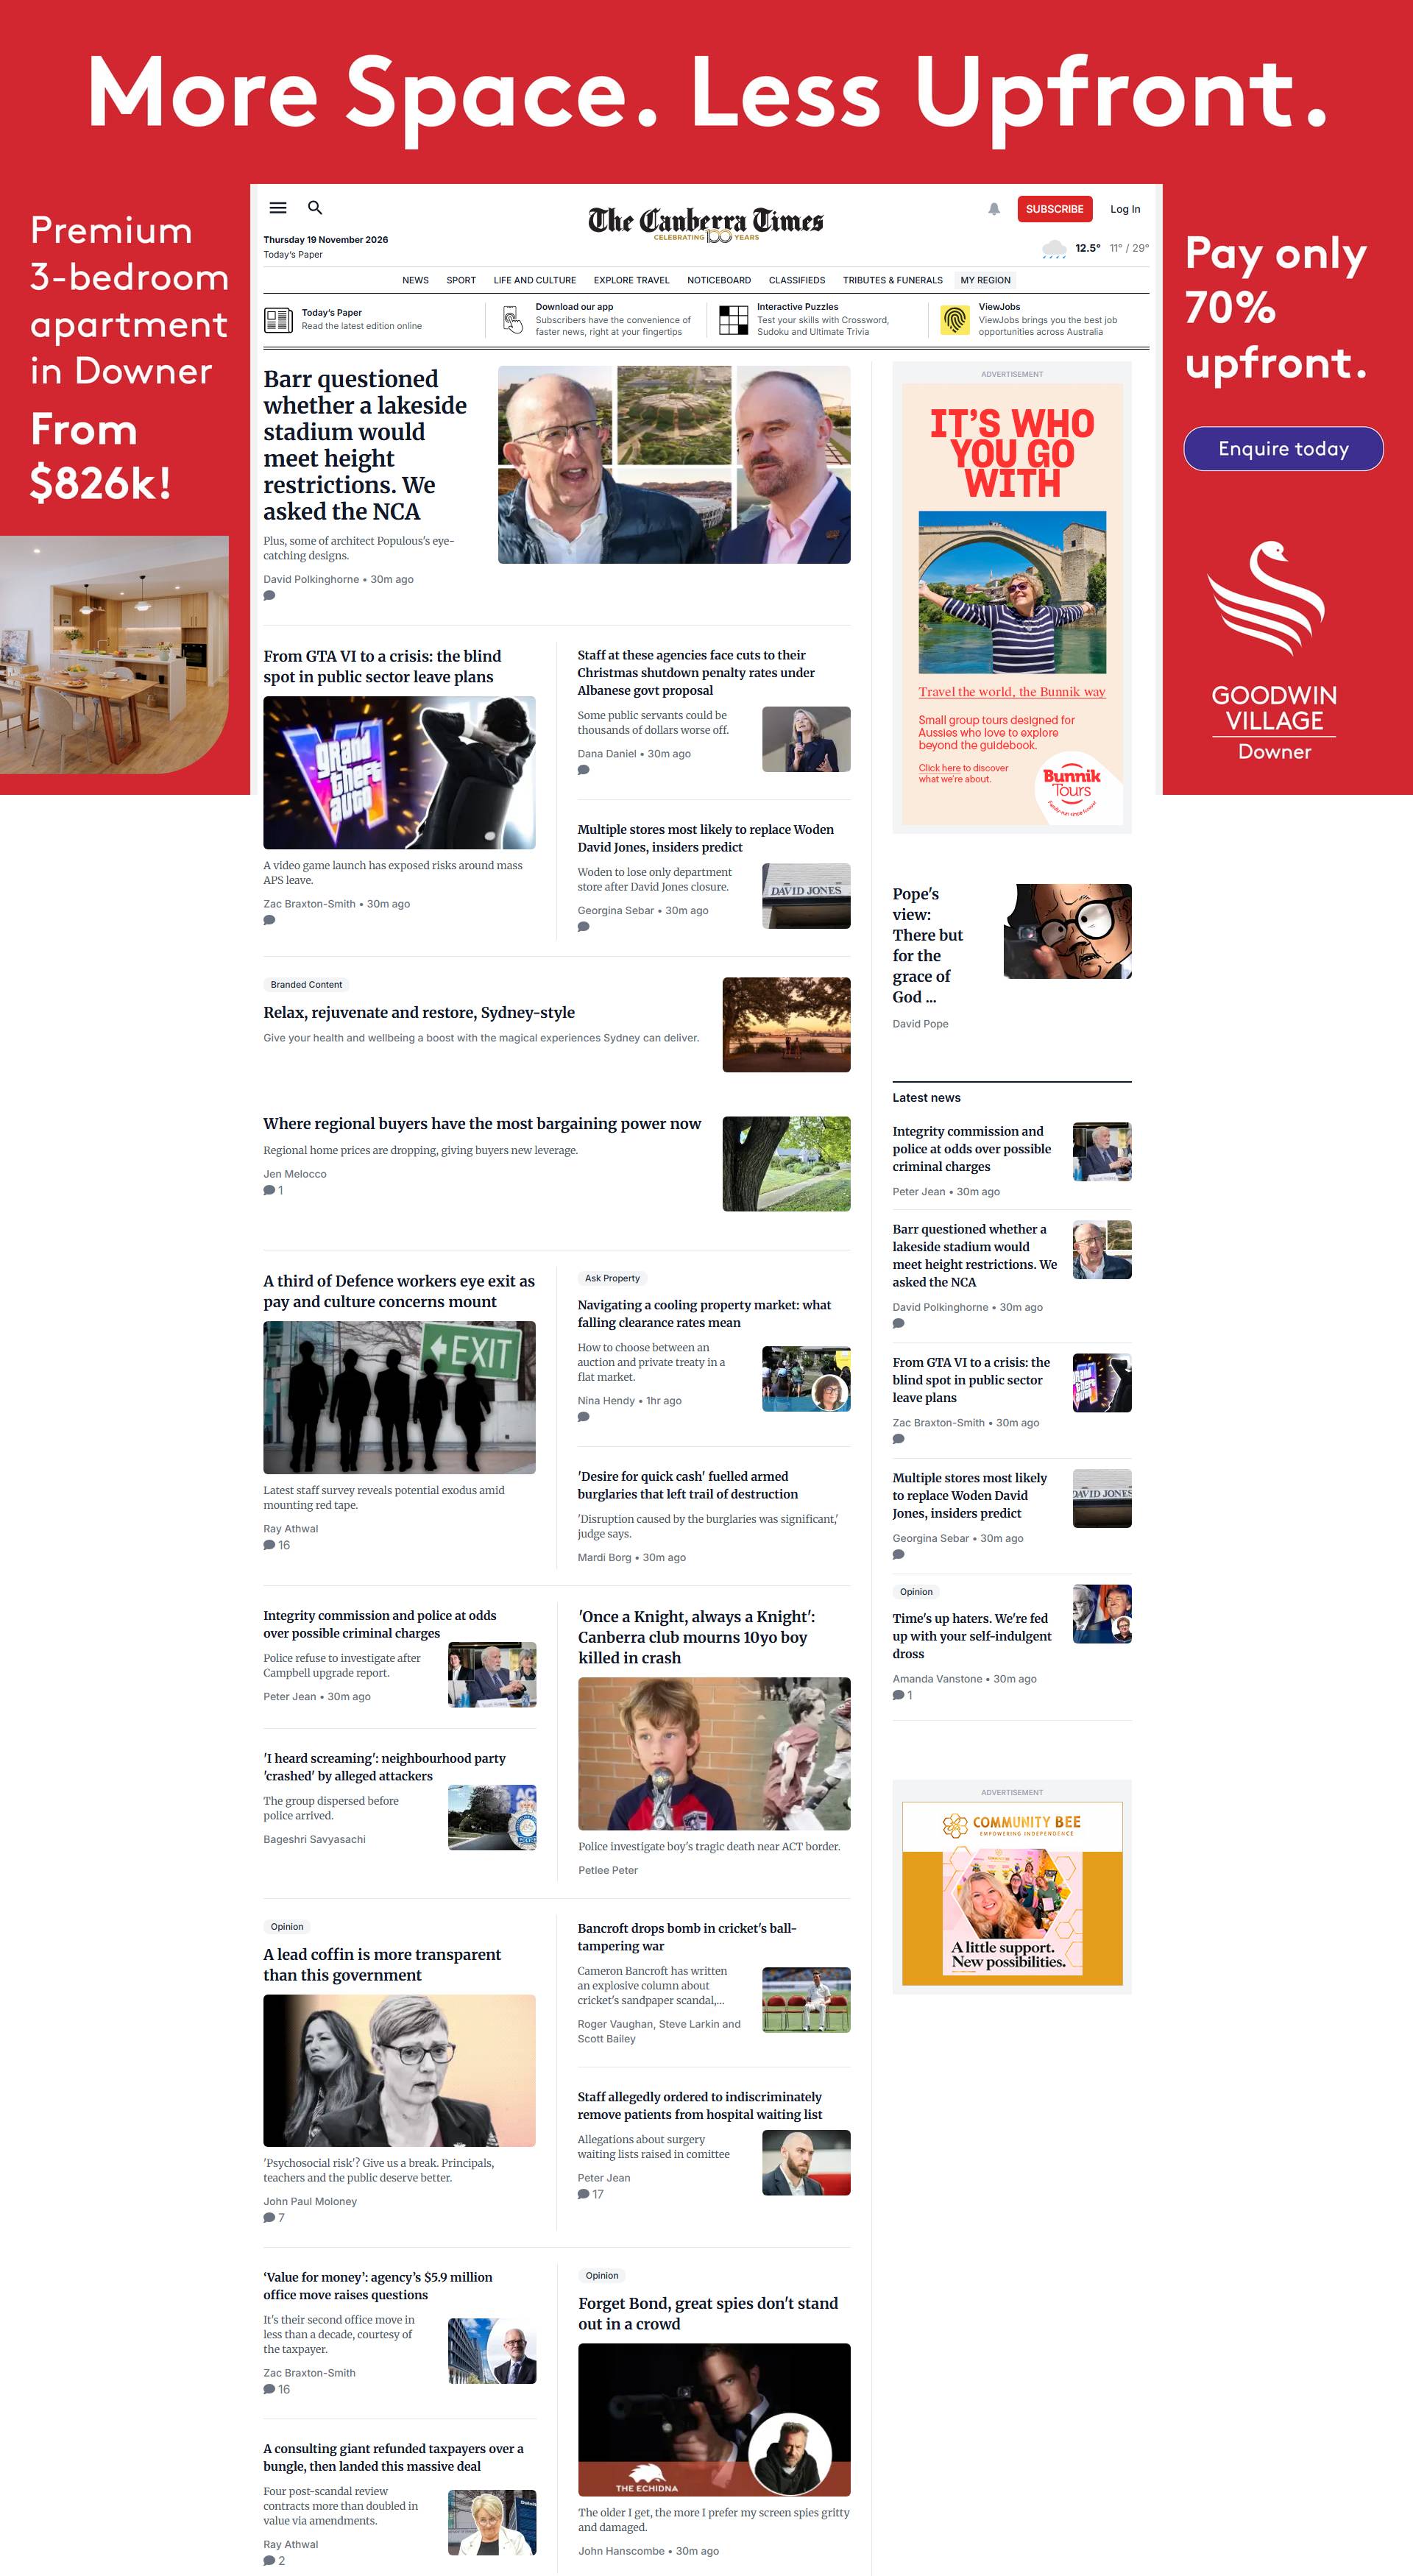 More Space. Less Upfront.
Premium
3-bedroom
apartment
in Downer
From
$826k!
Pay only
70%
upfront.
Enquire today
GOODWIN
VILLAGE
Downer
The Canberra Times
CELEBRATING 100 YEARS
SUBSCRIBE
Log In
Thursday 19 November 2026
Today's Paper
12.5° 11° / 29°
NEWS SPORT LIFE AND CULTURE EXPLORE TRAVEL NOTICEBOARD CLASSIFIEDS TRIBUTES & FUNERALS MY REGION
Today's Paper
Read the latest edition online
Download our app
Subscribers have the convenience of
faster news, right at your fingertips
Interactive Puzzles
Test your skills with Crossword,
Sudoku and Ultimate Trivia
ViewJobs
ViewJobs brings you the best job
opportunities across Australia
Barr questioned
whether a lakeside
stadium would
meet height
restrictions. We
asked the NCA
Plus, some of architect Populous's eye-
catching designs.
David Polkinghorne • 30m ago
From GTA VI to a crisis: the blind
spot in public sector leave plans
grand
theft
auto
A video game launch has exposed risks around mass
APS leave.
Zac Braxton-Smith • 30m ago
Staff at these agencies face cuts to their
Christmas shutdown penalty rates under
Albanese govt proposal
Some public servants could be
thousands of dollars worse off.
Dana Daniel • 30m ago
Multiple stores most likely to replace Woden
David Jones, insiders predict
Woden to lose only department
store after David Jones closure.
Georgina Sebar • 30m ago
DAVID JONES
Branded Content
Relax, rejuvenate and restore, Sydney-style
Give your health and wellbeing a boost with the magical experiences Sydney can deliver.
Where regional buyers have the most bargaining power now
Regional home prices are dropping, giving buyers new leverage.
Jen Melocco
1
A third of Defence workers eye exit as
pay and culture concerns mount
EXIT
Latest staff survey reveals potential exodus amid
mounting red tape.
Ray Athwal
16
Ask Property
Navigating a cooling property market: what
falling clearance rates mean
How to choose between an
auction and private treaty in a
flat market.
Nina Hendy • 1hr ago
'Desire for quick cash' fuelled armed
burglaries that left trail of destruction
'Disruption caused by the burglaries was significant,'
judge says.
Mardi Borg • 30m ago
Integrity commission and police at odds
over possible criminal charges
Police refuse to investigate after
Campbell upgrade report.
Peter Jean • 30m ago
'I heard screaming': neighbourhood party
'crashed' by alleged attackers
The group dispersed before
police arrived.
Bageshri Savyasachi
'Once a Knight, always a Knight':
Canberra club mourns 10yo boy
killed in crash
Police investigate boy's tragic death near ACT border.
Petlee Peter
Opinion
A lead coffin is more transparent
than this government
'Psychosocial risk'? Give us a break. Principals,
teachers and the public deserve better.
John Paul Moloney
7
Bancroft drops bomb in cricket's ball-
tampering war
Cameron Bancroft has written
an explosive column about
cricket's sandpaper scandal,...
Roger Vaughan, Steve Larkin and
Scott Bailey
Staff allegedly ordered to indiscriminately
remove patients from hospital waiting list
Allegations about surgery
waiting lists raised in comittee
Peter Jean
17
‘Value for money’: agency’s $5.9 million
office move raises questions
It's their second office move in
less than a decade, courtesy of
the taxpayer.
Zac Braxton-Smith
16
A consulting giant refunded taxpayers over a
bungle, then landed this massive deal
Four post-scandal review
contracts more than doubled in
value via amendments.
Ray Athwal
2
Opinion
Forget Bond, great spies don't stand
out in a crowd
THE ECHIDNA
The older I get, the more I prefer my screen spies gritty
and damaged.
John Hanscombe • 30m ago
ADVERTISEMENT
IT'S WHO
YOU GO
WITH
Travel the world, the Bunnik way
Small group tours designed for
Aussies who love to explore
beyond the guidebook.
Click here to discover
what we're about.
Bunnik
Tours
Pope's
view:
There but
for the
grace of
God ...
David Pope
Latest news
Integrity commission and
police at odds over possible
criminal charges
Peter Jean • 30m ago
Barr questioned whether a
lakeside stadium would
meet height restrictions. We
asked the NCA
David Polkinghorne • 30m ago
From GTA VI to a crisis: the
blind spot in public sector
leave plans
Zac Braxton-Smith • 30m ago
Multiple stores most likely
to replace Woden David
Jones, insiders predict
Georgina Sebar • 30m ago
DAVID JONES
Opinion
Time's up haters. We're fed
up with your self-indulgent
dross
Amanda Vanstone • 30m ago
1
ADVERTISEMENT
COMMUNITY BEE
EMPOWERING INDEPENDENCE
A little support.
New possibilities.